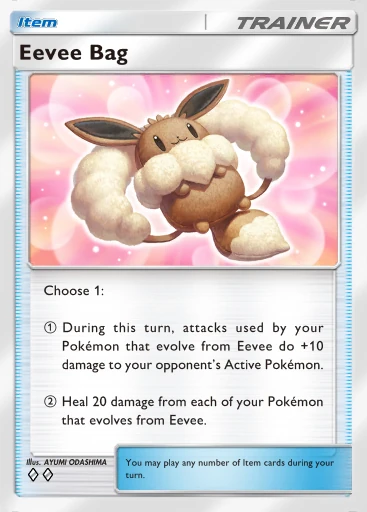 Item
TRAINER
Eevee Bag
Choose 1:
① During this turn, attacks used by your
Pokémon that evolve from Eevee do +10
damage to your opponent's Active Pokémon.
② Heal 20 damage from each of your Pokémon
that evolves from Eevee.
Illus. AYUMI ODASHIMA
You may play any number of Item cards during your
turn.